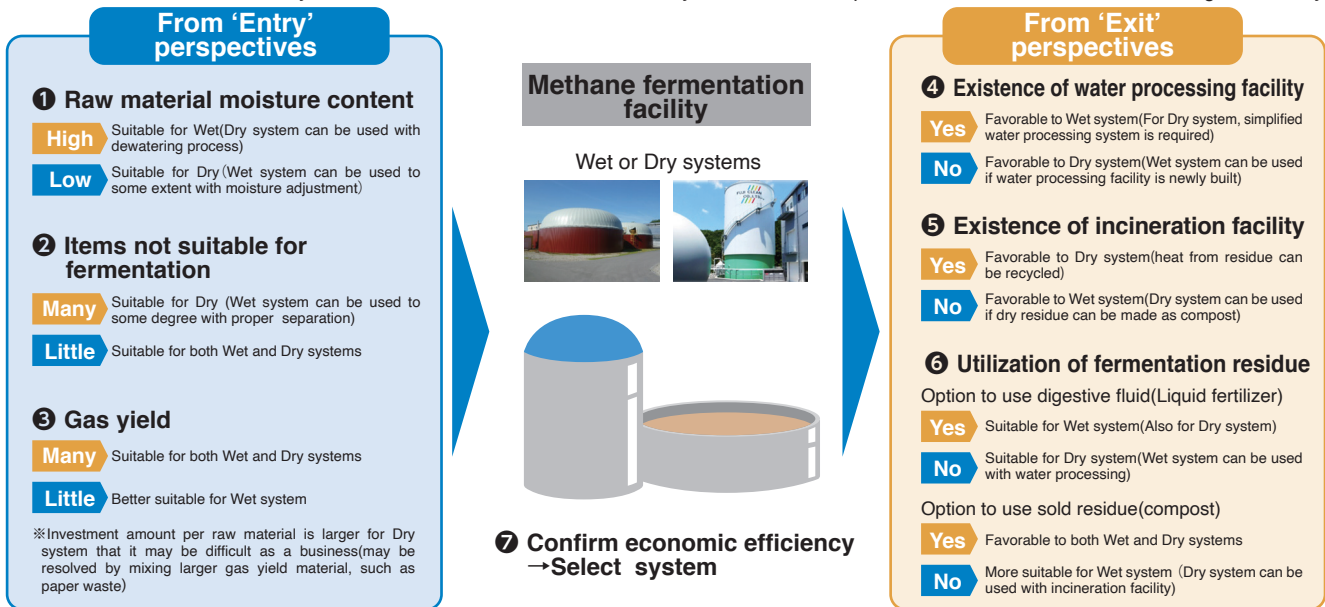 From ‘Entry’
perspectives
❶ Raw material moisture content
High
Suitable for Wet(Dry system can be used with
dewatering process)
Low
Suitable for Dry(Wet system can be used to
some extent with moisture adjustment)
❷ Items not suitable for
fermentation
Many
Suitable for Dry (Wet system can be used to
some degree with proper separation)
Little
Suitable for both Wet and Dry systems
❸ Gas yield
Many
Suitable for both Wet and Dry systems
Little
Better suitable for Wet system
※Investment amount per raw material is larger for Dry
system that it may be difficult as a business(may be
resolved by mixing larger gas yield material, such as
paper waste)
Methane fermentation
facility
Wet or Dry systems
❼ Confirm economic efficiency
→Select system
From ‘Exit’
perspectives
❹ Existence of water processing facility
Yes
Favorable to Wet system(For Dry system, simplified
water processing system is required)
No
Favorable to Dry system(Wet system can be used
if water processing facility is newly built)
❺ Existence of incineration facility
Yes
Favorable to Dry system(heat from residue can
be recycled)
No
Favorable to Wet system(Dry system can be used
if dry residue can be made as compost)
❻ Utilization of fermentation residue
Option to use digestive fluid(Liquid fertilizer)
Yes
Suitable for Wet system(Also for Dry system)
No
Suitable for Dry system(Wet system can be used
with water processing)
Option to use sold residue(compost)
Yes
Favorable to both Wet and Dry systems
No
More suitable for Wet system (Dry system can be
used with incineration facility)